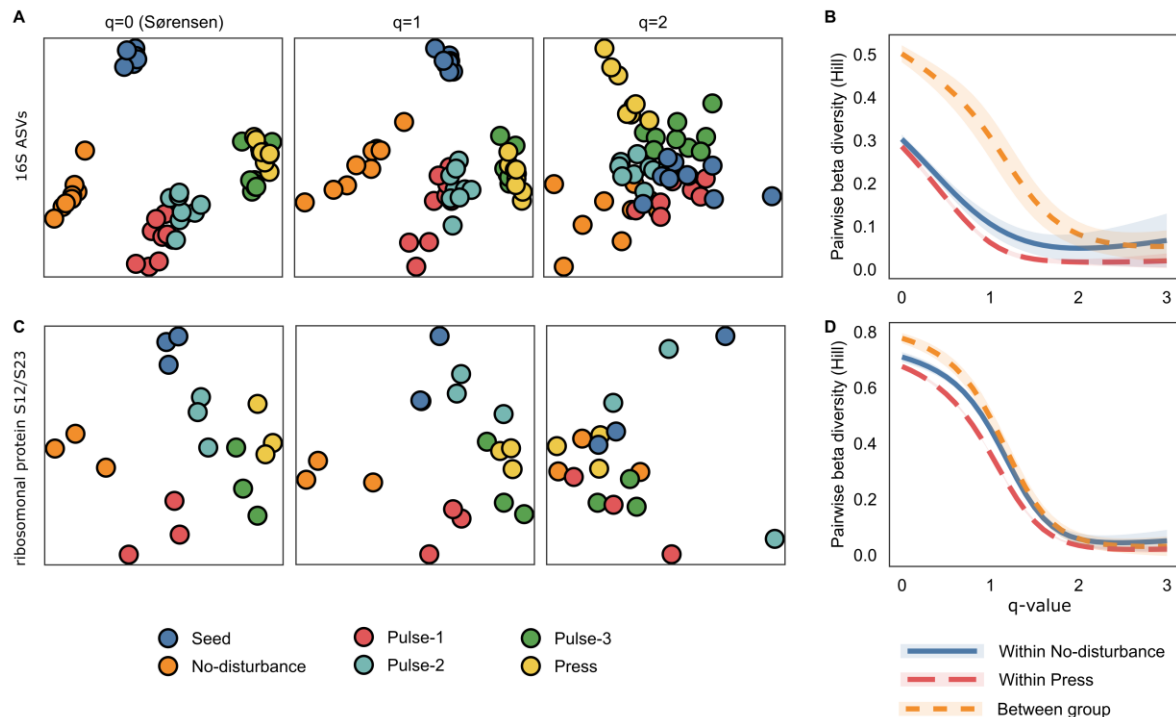 A
q=0 (Sørensen)
q=1
q=2
B
16S ASVs
Pairwise beta diversity (Hill)
0.5
0.4
0.3
0.2
0.1
0.0
0
1
2
3
C
ribosomonal protein S12/S23
D
Pairwise beta diversity (Hill)
0.8
0.6
0.4
0.2
0.0
0
1
2
3
q-value
Seed
Pulse-1
Pulse-3
No-disturbance
Pulse-2
Press
Within No-disturbance
Within Press
Between group